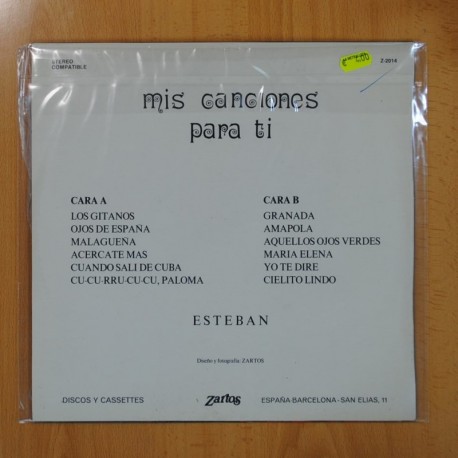 STEREO
COMPATIBLE
Z-2014
mis canciones
para ti
CARA A
LOS GITANOS
OJOS DE ESPAÑA
MALAGUEÑA
ACERCATE MAS
CUANDO SALI DE CUBA
CU-CU-RRU-CU-CU, PALOMA
CARA B
GRANADA
AMAPOLA
AQUELLOS OJOS VERDES
MARIA ELENA
YO TE DIRE
CIELITO LINDO
ESTEBAN
Diseño y fotografía: ZARTOS
DISCOS Y CASSETTES
Zartos
ESPAÑA-BARCELONA-SAN ELIAS, 11